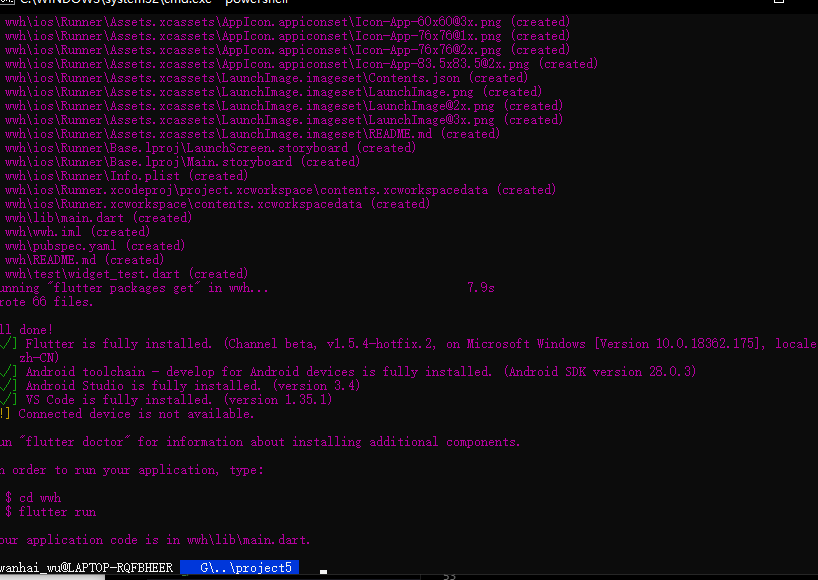 C:\WINDOWS\system32\cmd.exe - powershell
wwh\ios\Runner\Assets.xcassets\AppIcon.appiconset\Icon-App-60x60@3x.png (created)
wwh\ios\Runner\Assets.xcassets\AppIcon.appiconset\Icon-App-76x76@1x.png (created)
wwh\ios\Runner\Assets.xcassets\AppIcon.appiconset\Icon-App-76x76@2x.png (created)
wwh\ios\Runner\Assets.xcassets\AppIcon.appiconset\Icon-App-83.5x83.5@2x.png (created)
wwh\ios\Runner\Assets.xcassets\LaunchImage.imageset\Contents.json (created)
wwh\ios\Runner\Assets.xcassets\LaunchImage.imageset\LaunchImage.png (created)
wwh\ios\Runner\Assets.xcassets\LaunchImage.imageset\LaunchImage@2x.png (created)
wwh\ios\Runner\Assets.xcassets\LaunchImage.imageset\LaunchImage@3x.png (created)
wwh\ios\Runner\Assets.xcassets\LaunchImage.imageset\README.md (created)
wwh\ios\Runner\Base.lproj\LaunchScreen.storyboard (created)
wwh\ios\Runner\Base.lproj\Main.storyboard (created)
wwh\ios\Runner\Info.plist (created)
wwh\ios\Runner.xcodeproj\project.xcworkspace\contents.xcworkspacedata (created)
wwh\ios\Runner.xcworkspace\contents.xcworkspacedata (created)
wwh\lib\main.dart (created)
wwh\wwh.iml (created)
wwh\pubspec.yaml (created)
wwh\README.md (created)
wwh\test\widget_test.dart (created)
unning "flutter packages get" in wwh... 7.9s
rote 66 files.
ll done!
√] Flutter is fully installed. (Channel beta, v1.5.4-hotfix.2, on Microsoft Windows [Version 10.0.18362.175], locale
zh-CN)
√] Android toolchain - develop for Android devices is fully installed. (Android SDK version 28.0.3)
√] Android Studio is fully installed. (version 3.4)
√] VS Code is fully installed. (version 1.35.1)
!] Connected device is not available.
un "flutter doctor" for information about installing additional components.
n order to run your application, type:
$ cd wwh
$ flutter run
our application code is in wwh\lib\main.dart.
wanhai_wu@LAPTOP-RQFBHEER G\..\project5
53